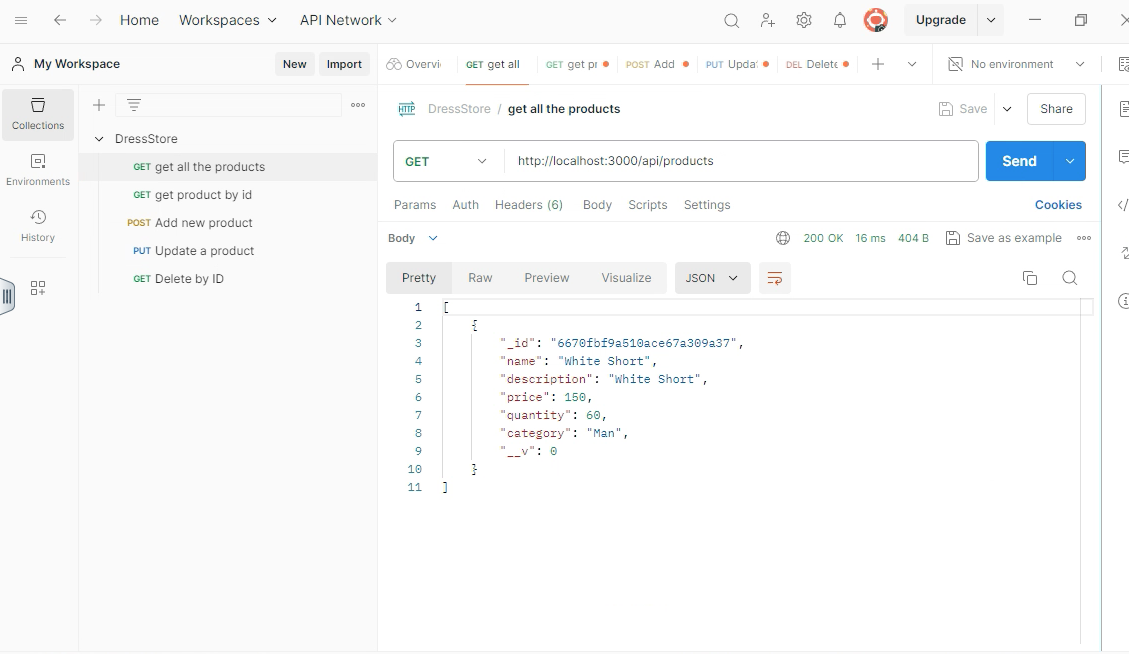 Home Workspaces API Network Upgrade
My Workspace New Import
Overvi GET get all GET get pr POST Add PUT Upda DEL Delete No environment
Collections
Environments
History
DressStore
GET get all the products
GET get product by id
POST Add new product
PUT Update a product
GET Delete by ID
HTTP DressStore / get all the products Save Share
GET http://localhost:3000/api/products Send
Params Auth Headers (6) Body Scripts Settings Cookies
Body 200 OK 16 ms 404 B Save as example
Pretty Raw Preview Visualize JSON
1 [
2 {
3 "_id": "6670fbf9a510ace67a309a37",
4 "name": "White Short",
5 "description": "White Short",
6 "price": 150,
7 "quantity": 60,
8 "category": "Man",
9 "__v": 0
10 }
11 ]